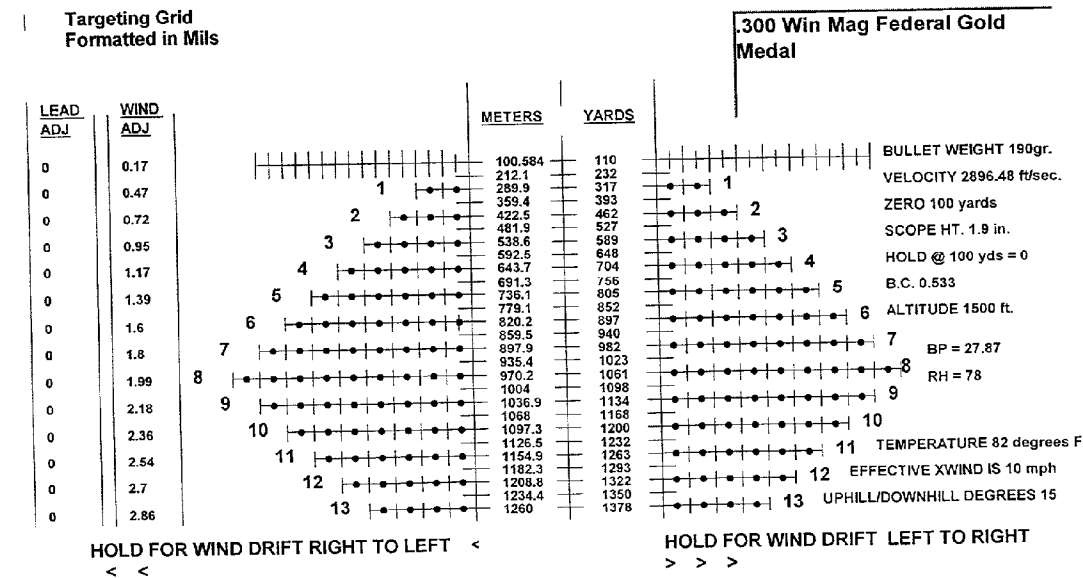 Targeting Grid
Formatted in Mils
.300 Win Mag Federal Gold
Medal
LEAD WIND METERS YARDS
ADJ ADJ
0 0.17 100.584 110 BULLET WEIGHT 190gr.
212.1 232
0 0.47 1 289.9 317 1 VELOCITY 2896.48 ft/sec.
359.4 393
0 0.72 2 422.5 462 2 ZERO 100 yards
481.9 527
0 0.95 3 538.6 589 3 SCOPE HT. 1.9 in.
592.5 648
0 1.17 4 643.7 704 4 HOLD @ 100 yds = 0
691.3 756
0 1.39 5 736.1 805 5 B.C. 0.533
779.1 852
0 1.6 6 820.2 897 6 ALTITUDE 1500 ft.
859.5 940
0 1.8 7 897.9 982 7 BP = 27.87
935.4 1023
0 1.99 8 970.2 1061 8 RH = 78
1004 1098
0 2.18 9 1036.9 1134 9
1068 1168
0 2.36 10 1097.3 1200 10
1126.5 1232
0 2.54 11 1154.9 1263 11 TEMPERATURE 82 degrees F
1182.3 1293
0 2.7 12 1208.8 1322 12 EFFECTIVE XWIND IS 10 mph
1234.4 1350
0 2.86 13 1260 1378 13 UPHILL/DOWNHILL DEGREES 15
HOLD FOR WIND DRIFT RIGHT TO LEFT <
< <
HOLD FOR WIND DRIFT LEFT TO RIGHT
> > >